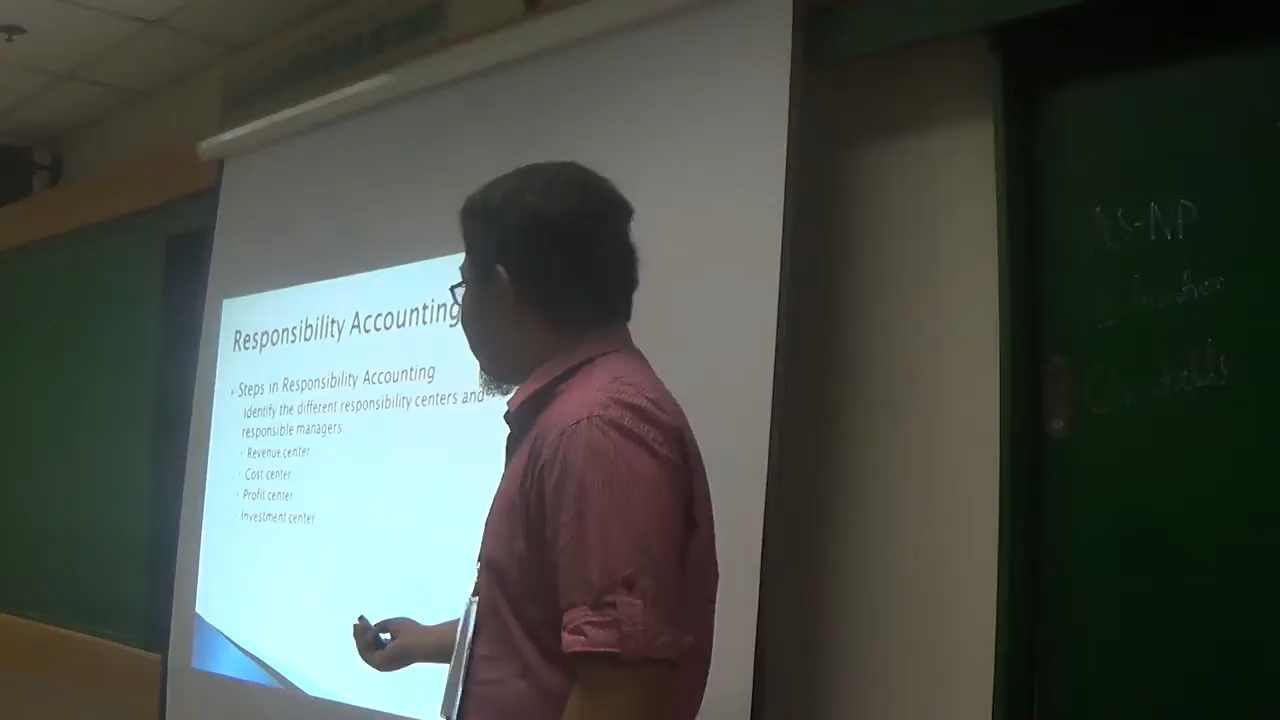 Responsibility Accounting
Steps in Responsibility Accounting
Identify the different responsibility centers and
responsible managers
Revenue center
Cost center
Profit center
Investment center